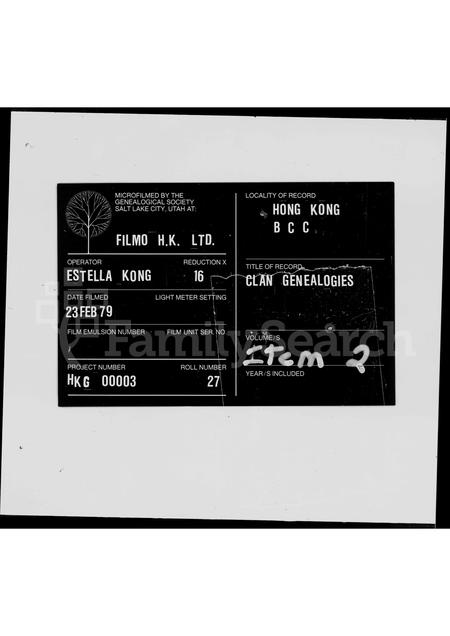 MICROFILMED BY THE
GENEALOGICAL SOCIETY
SALT LAKE CITY, UTAH AT:
FILMO H.K. LTD.
OPERATOR REDUCTION X
ESTELLA KONG 16
DATE FILMED LIGHT METER SETTING
23 FEB 79
FILM EMULSION NUMBER FILM UNIT SER. NO.
PROJECT NUMBER ROLL NUMBER
HKG 00003 27
LOCALITY OF RECORD
HONG KONG
B C C
TITLE OF RECORD
CLAN GENEALOGIES
VOLUME/S
Item 2
YEAR/S INCLUDED
FamilySearch